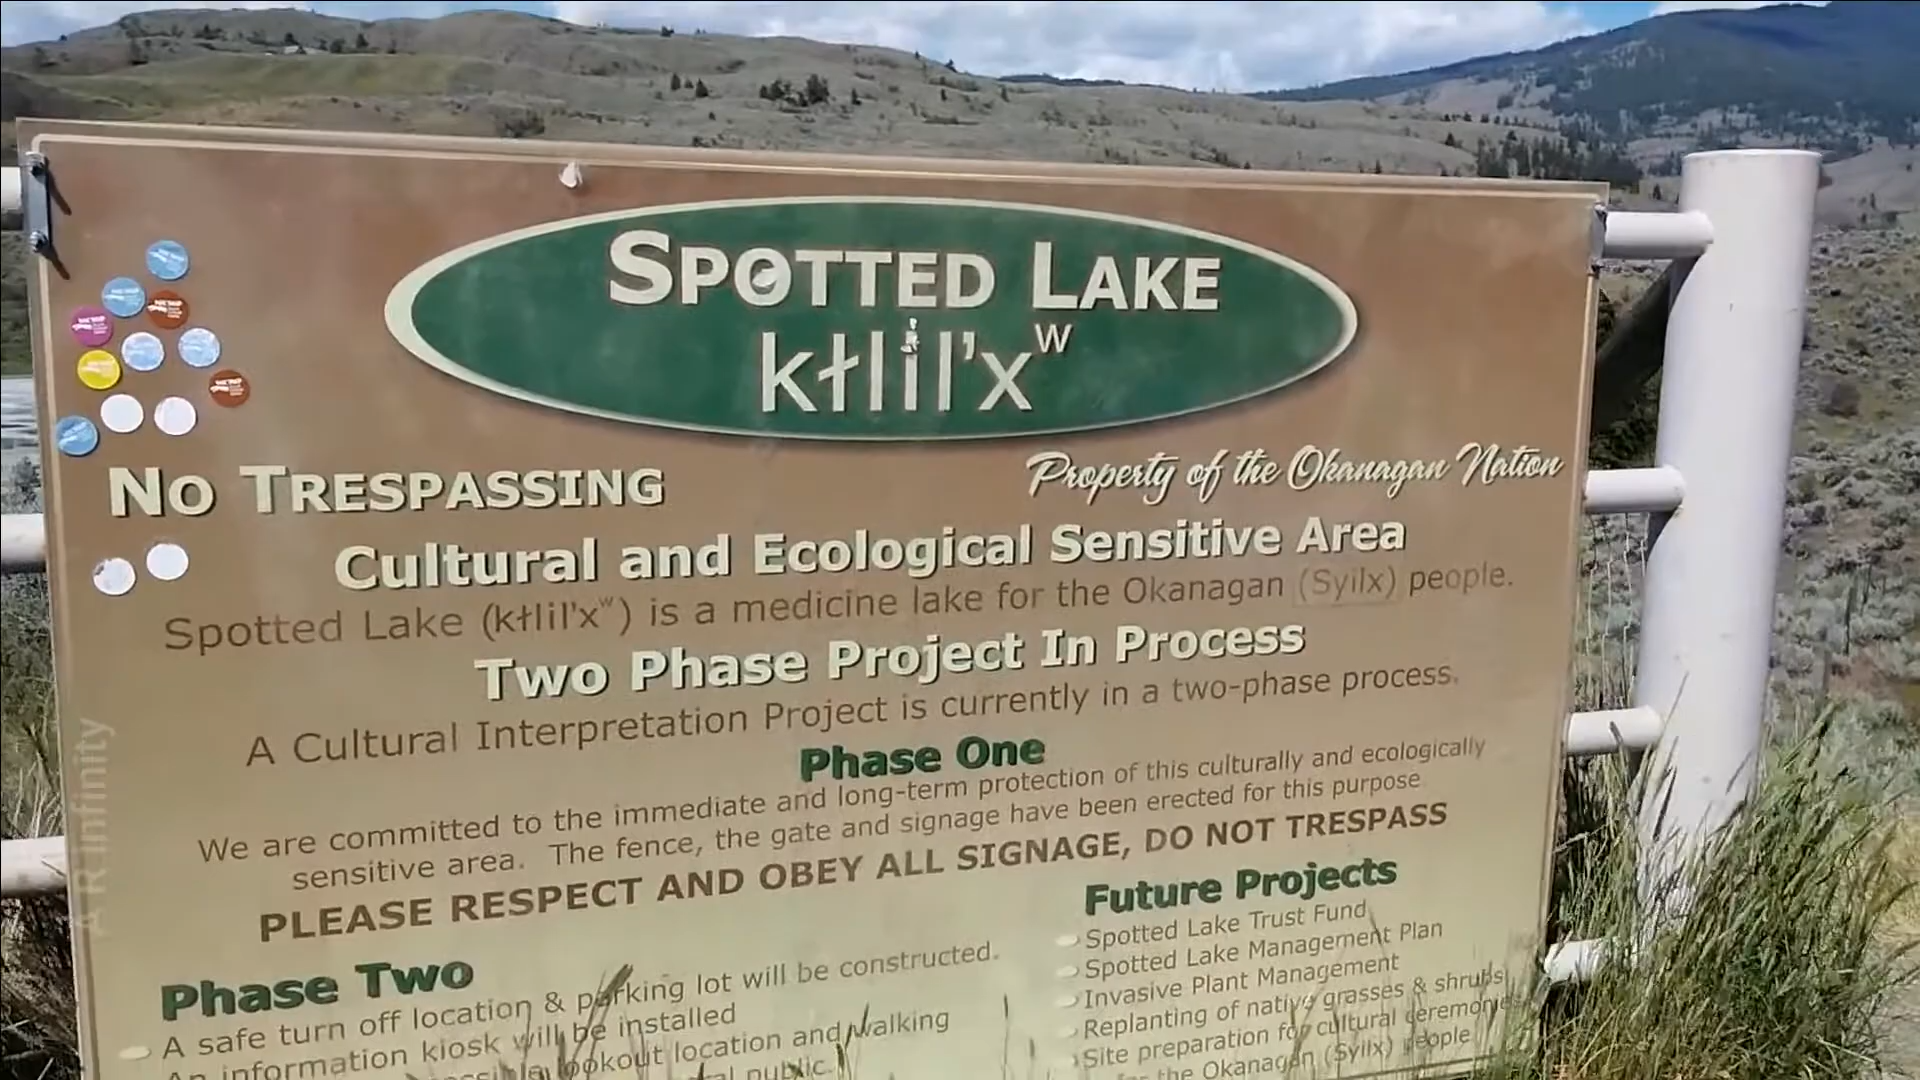 SPOTTED LAKE
kłlil'xʷ
NO TRESPASSING
Property of the Okanagan Nation
Cultural and Ecological Sensitive Area
Spotted Lake (kłlil'xʷ) is a medicine lake for the Okanagan (Syilx) people.
Two Phase Project In Process
A Cultural Interpretation Project is currently in a two-phase process.
Phase One
We are committed to the immediate and long-term protection of this culturally and ecologically
sensitive area. The fence, the gate and signage have been erected for this purpose
PLEASE RESPECT AND OBEY ALL SIGNAGE, DO NOT TRESPASS
Phase Two
A safe turn off location & parking lot will be constructed.
An information kiosk will be installed
lookout location and walking
public.
Future Projects
Spotted Lake Trust Fund
Spotted Lake Management Plan
Invasive Plant Management
Replanting of native grasses & shrubs
Site preparation for cultural ceremonies
for the Okanagan (Syilx) people
A R infinity